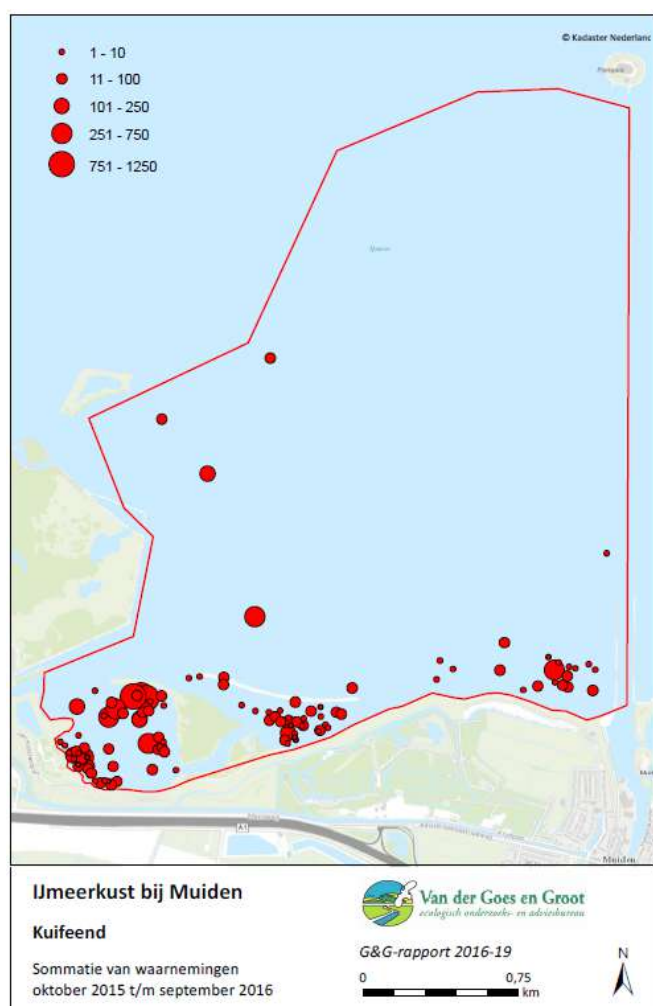 © Kadaster Nederland
1 - 10
11 - 100
101 - 250
251 - 750
751 - 1250
A1
Muiden
IJmeerkust bij Muiden
Kuifeend
Sommatie van waarnemingen
oktober 2015 t/m september 2016
Van der Goes en Groot
ecologisch onderzoeks- en adviesbureau
G&G-rapport 2016-19
0 0,75
km
N